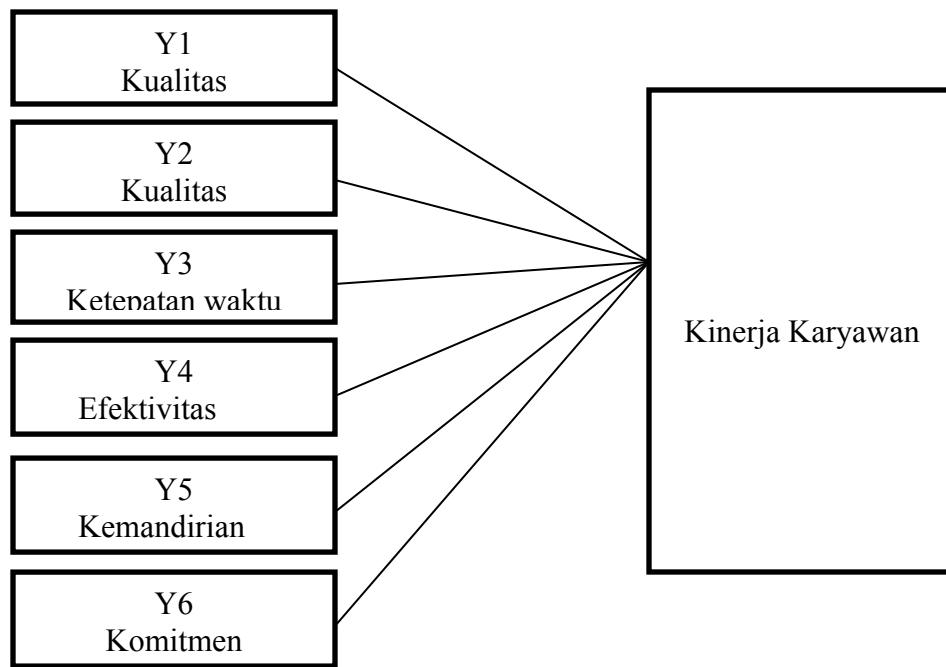 Y1
Kualitas
Y2
Kualitas
Y3
Ketepatan waktu
Y4
Efektivitas
Y5
Kemandirian
Y6
Komitmen
Kinerja Karyawan